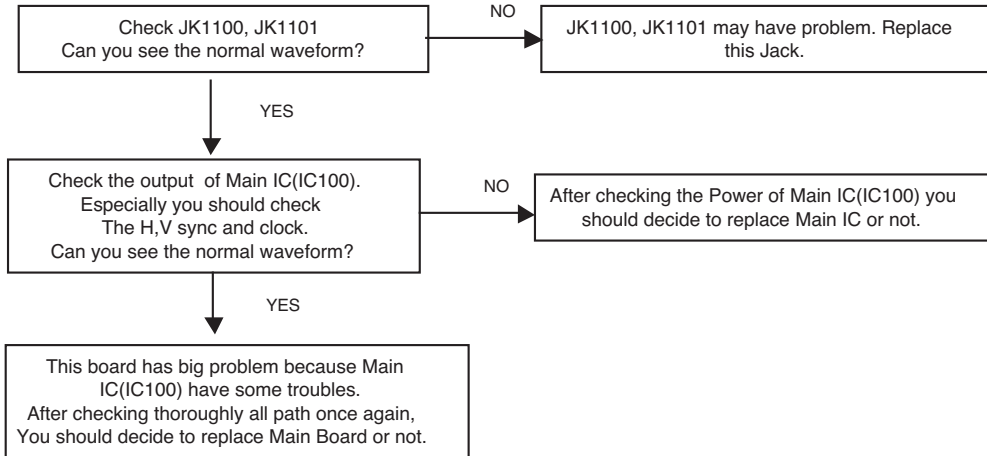 Check JK1100, JK1101
Can you see the normal waveform?
NO
JK1100, JK1101 may have problem. Replace
this Jack.
YES
Check the output of Main IC(IC100).
Especially you should check
The H,V sync and clock.
Can you see the normal waveform?
NO
After checking the Power of Main IC(IC100) you
should decide to replace Main IC or not.
YES
This board has big problem because Main
IC(IC100) have some troubles.
After checking thoroughly all path once again,
You should decide to replace Main Board or not.